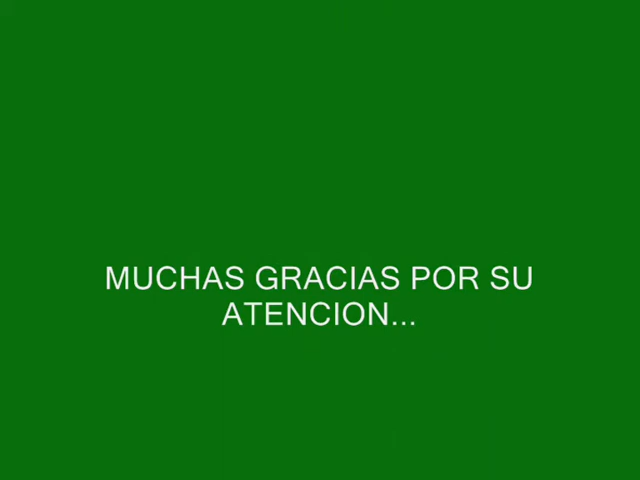 MUCHAS GRACIAS POR SU
ATENCION...